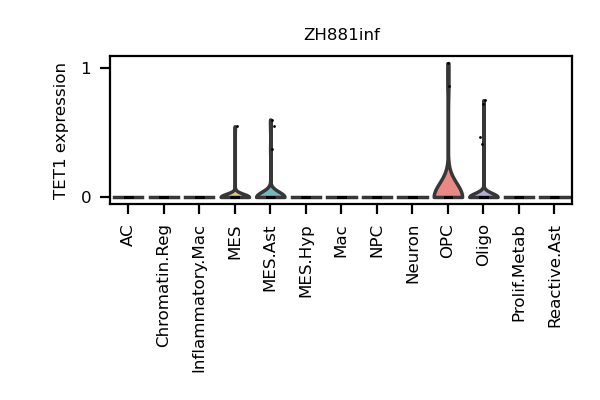 ZH881inf
TET1 expression
1
0
AC
Chromatin.Reg
Inflammatory.Mac
MES
MES.Ast
MES.Hyp
Mac
NPC
Neuron
OPC
Oligo
Prolif.Metab
Reactive.Ast